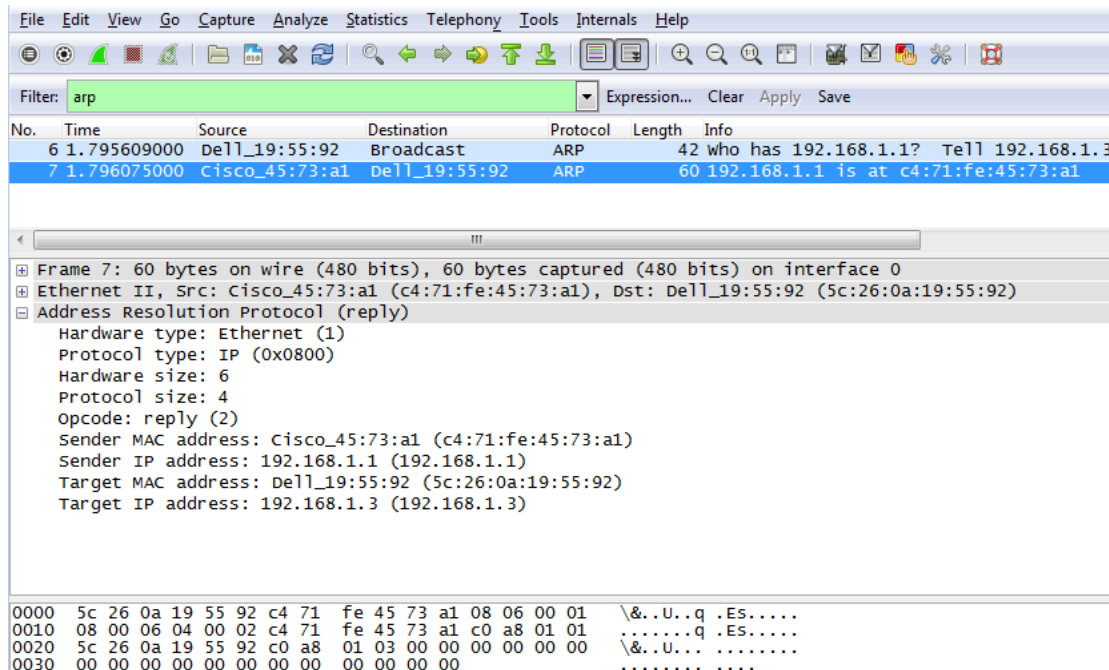 File Edit View Go Capture Analyze Statistics Telephony Tools Internals Help
Filter: arp Expression... Clear Apply Save
No. Time Source Destination Protocol Length Info
6 1.795609000 Dell_19:55:92 Broadcast ARP 42 Who has 192.168.1.1? Tell 192.168.1.3
7 1.796075000 Cisco_45:73:a1 Dell_19:55:92 ARP 60 192.168.1.1 is at c4:71:fe:45:73:a1
Frame 7: 60 bytes on wire (480 bits), 60 bytes captured (480 bits) on interface 0
Ethernet II, Src: Cisco_45:73:a1 (c4:71:fe:45:73:a1), Dst: Dell_19:55:92 (5c:26:0a:19:55:92)
Address Resolution Protocol (reply)
Hardware type: Ethernet (1)
Protocol type: IP (0x0800)
Hardware size: 6
Protocol size: 4
Opcode: reply (2)
Sender MAC address: Cisco_45:73:a1 (c4:71:fe:45:73:a1)
Sender IP address: 192.168.1.1 (192.168.1.1)
Target MAC address: Dell_19:55:92 (5c:26:0a:19:55:92)
Target IP address: 192.168.1.3 (192.168.1.3)
0000 5c 26 0a 19 55 92 c4 71 fe 45 73 a1 08 06 00 01 \&..U..q .Es.....
0010 08 00 06 04 00 02 c4 71 fe 45 73 a1 c0 a8 01 01 .......q .Es.....
0020 5c 26 0a 19 55 92 c0 a8 01 03 00 00 00 00 00 00 \&..U... ........
0030 00 00 00 00 00 00 00 00 00 00 00 00 ........ ....